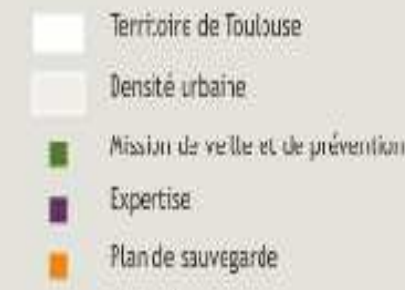 Territoire de Toulouse
Densité urbaine
Mission de veille et de prévention
Expertise
Plan de sauvegarde